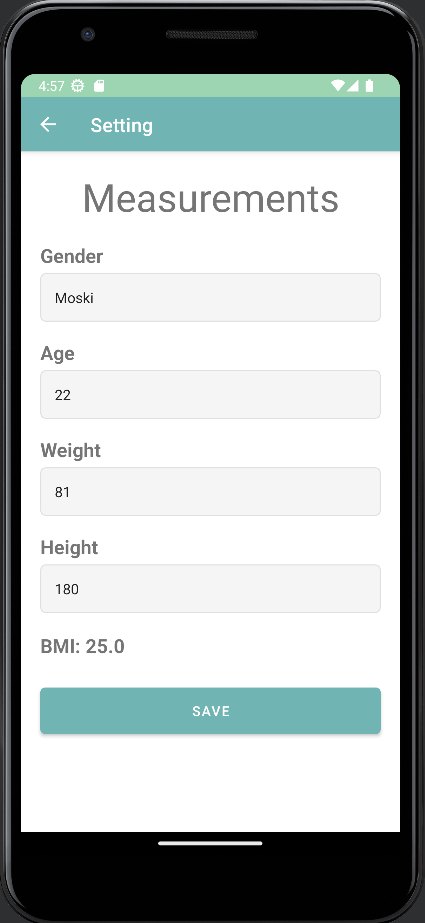 4:57
Setting
Measurements
Gender
Moski
Age
22
Weight
81
Height
180
BMI: 25.0
SAVE